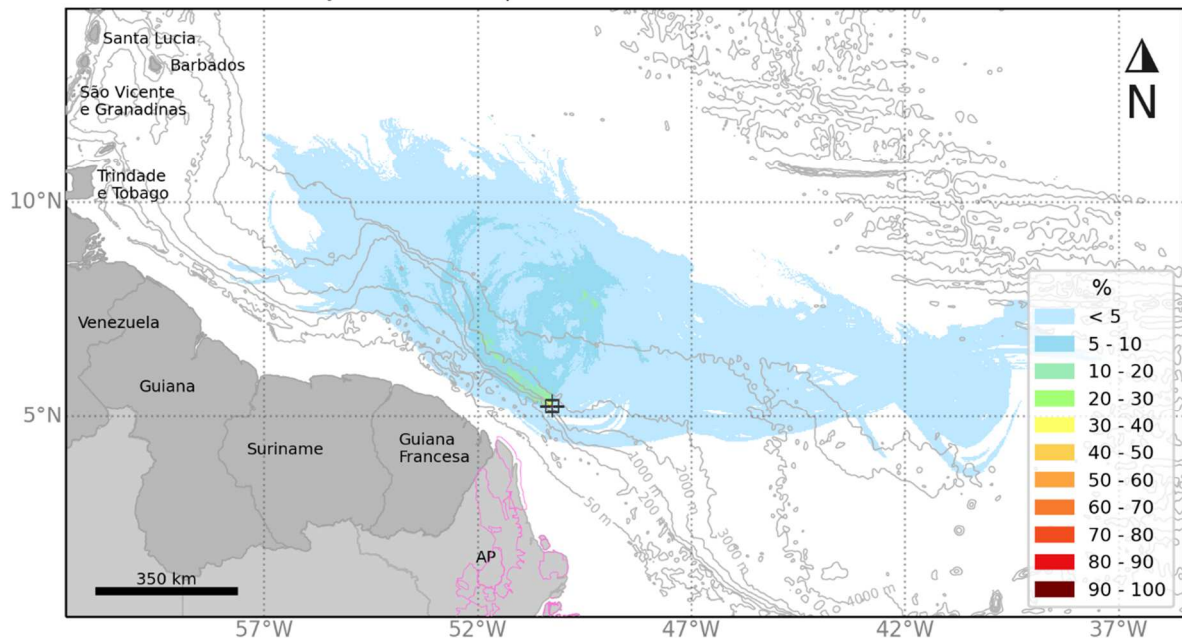 Santa Lucia
Barbados
São Vicente
e Granadinas
N
Trindade
e Tobago
10°N
Venezuela
Guiana
Suriname
Guiana
Francesa
AP
5°N
50 m
200 m
1000 m
2000 m
3000 m
4000 m
350 km
%
< 5
5 - 10
10 - 20
20 - 30
30 - 40
40 - 50
50 - 60
60 - 70
70 - 80
80 - 90
90 - 100
57°W
52°W
47°W
42°W
37°W